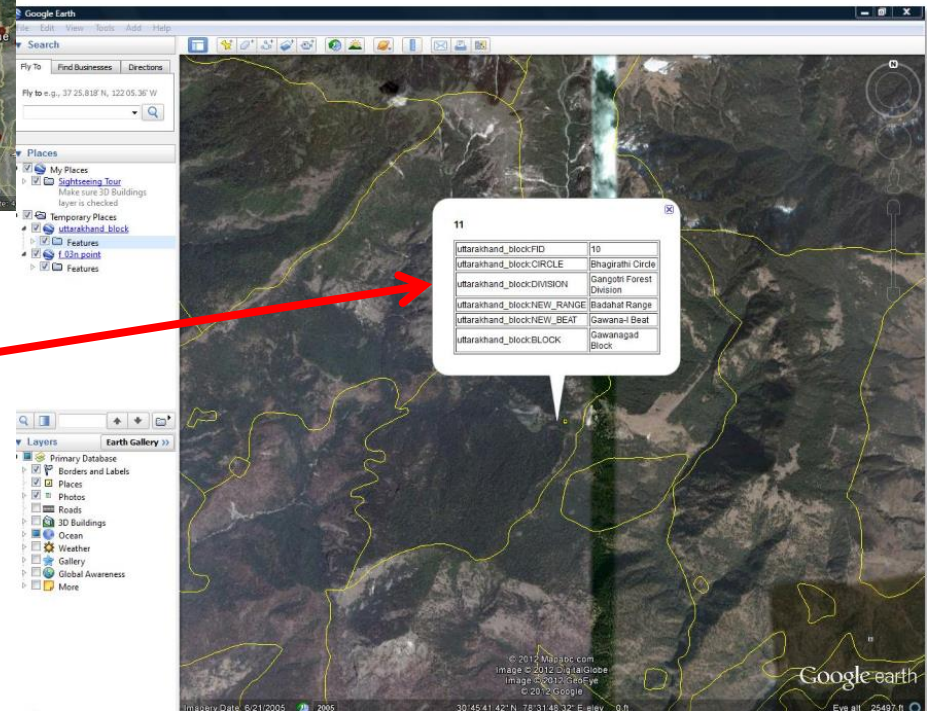 Google Earth
File Edit View Tools Add Help
Search
Fly To Find Businesses Directions
Fly to e.g., 37 25.818' N, 122 05.36' W
Places
My Places
Sightseeing Tour
Make sure 3D Buildings
layer is checked
Temporary Places
uttarakhand_block
Features
f_03n point
Features
Layers Earth Gallery >>
Primary Database
Borders and Labels
Places
Photos
Roads
3D Buildings
Ocean
Weather
Gallery
Global Awareness
More
N
11
uttarakhand_block:FID 10
uttarakhand_block:CIRCLE Bhagirathi Circle
uttarakhand_block:DIVISION Gangotri Forest
Division
uttarakhand_block:NEW_RANGE Badahat Range
uttarakhand_block:NEW_BEAT Gawana-I Beat
uttarakhand_block:BLOCK Gawanagad
Block
© 2012 Mapabc.com
Image © 2012 DigitalGlobe
Image © 2012 GeoEye
© 2012 Google
Google earth
Imagery Date: 6/21/2005 2005 30°45'41.42" N 78°31'48.32" E elev 0 ft Eye alt 25497 ft